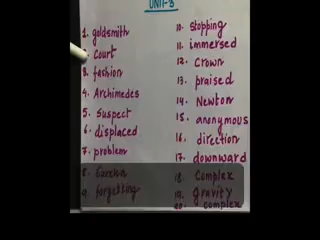 UNIT-3
1. goldsmith
Court
3. fashion
4. Archimedes
5. Suspect
6. displaced
7. problem
8. Eureka
9. forgetting
10. stopping
11. immersed
12. Crown
13. praised
14. Newton
15. anonymous
16. direction
17. downward
18. Complex
19. gravity
20. complex